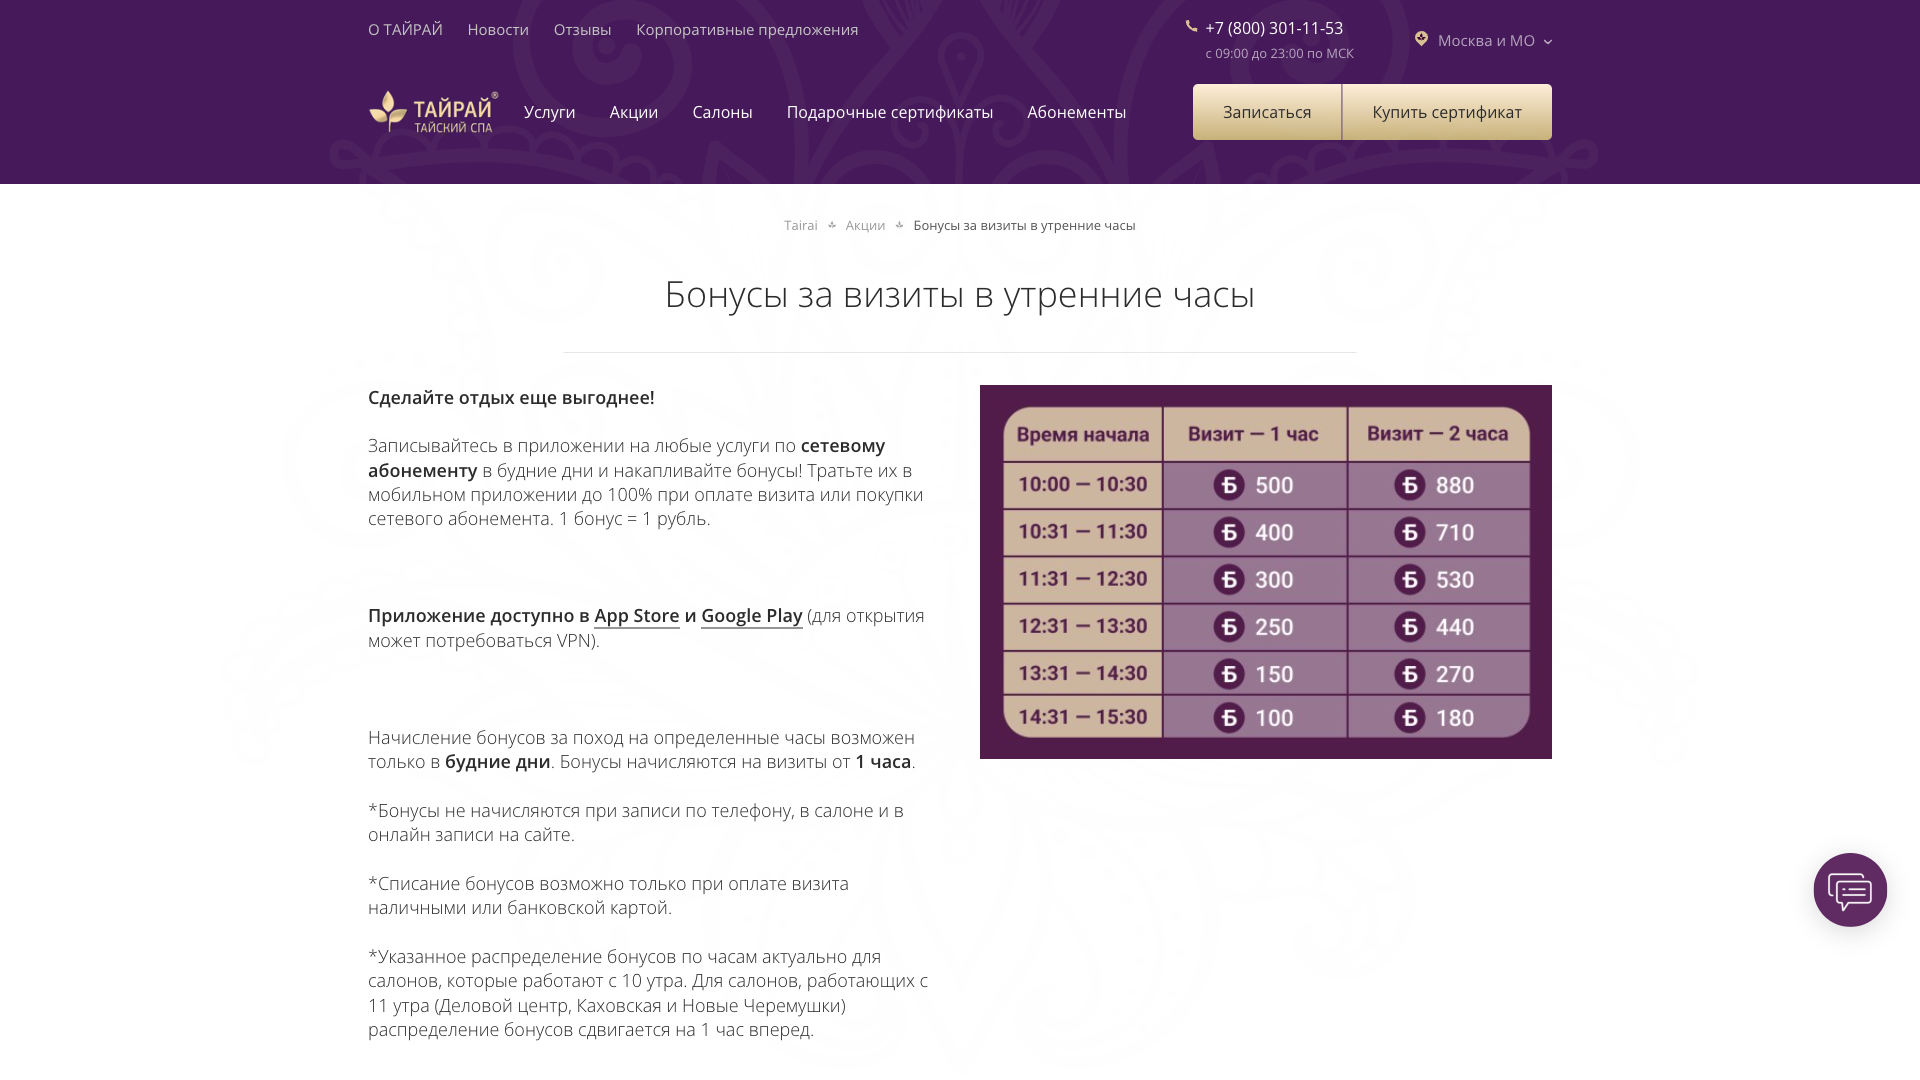 О ТАЙРАЙ Новости Отзывы Корпоративные предложения
+7 (800) 301-11-53
с 09:00 до 23:00 по МСК
Москва и МО
ТАЙРАЙ®
ТАЙСКИЙ СПА
Услуги Акции Салоны Подарочные сертификаты Абонементы
Записаться Купить сертификат
Tairai Акции Бонусы за визиты в утренние часы
Бонусы за визиты в утренние часы
Сделайте отдых еще выгоднее!
Записывайтесь в приложении на любые услуги по сетевому
абонементу в будние дни и накапливайте бонусы! Тратьте их в
мобильном приложении до 100% при оплате визита или покупки
сетевого абонемента. 1 бонус = 1 рубль.
Приложение доступно в App Store и Google Play (для открытия
может потребоваться VPN).
Начисление бонусов за поход на определенные часы возможен
только в будние дни. Бонусы начисляются на визиты от 1 часа.
*Бонусы не начисляются при записи по телефону, в салоне и в
онлайн записи на сайте.
*Списание бонусов возможно только при оплате визита
наличными или банковской картой.
*Указанное распределение бонусов по часам актуально для
салонов, которые работают с 10 утра. Для салонов, работающих с
11 утра (Деловой центр, Каховская и Новые Черемушки)
распределение бонусов сдвигается на 1 час вперед.
Время начала Визит — 1 час Визит — 2 часа
10:00 — 10:30 Б 500 Б 880
10:31 — 11:30 Б 400 Б 710
11:31 — 12:30 Б 300 Б 530
12:31 — 13:30 Б 250 Б 440
13:31 — 14:30 Б 150 Б 270
14:31 — 15:30 Б 100 Б 180